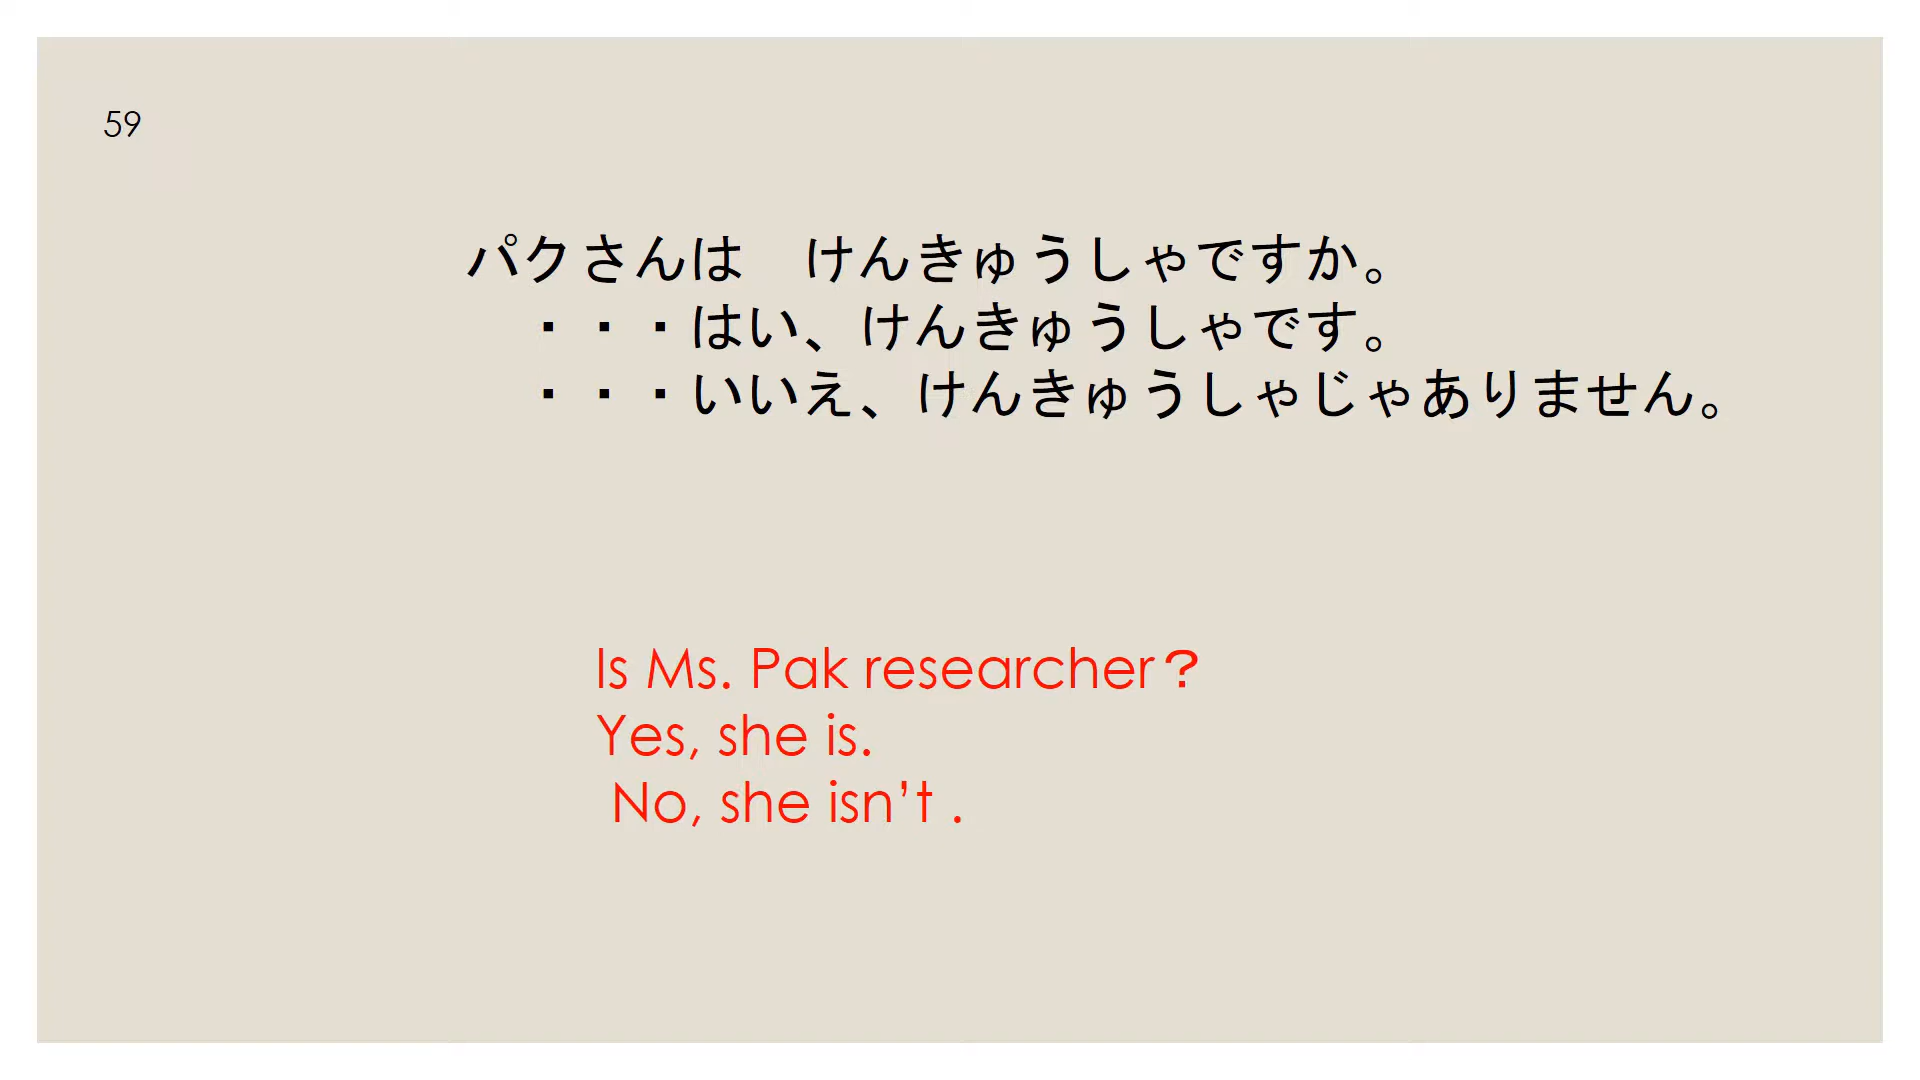 59
パクさんは　けんきゅうしゃですか。
・・・はい、けんきゅうしゃです。
・・・いいえ、けんきゅうしゃじゃありません。
Is Ms. Pak researcher？
Yes, she is.
No, she isn’t .